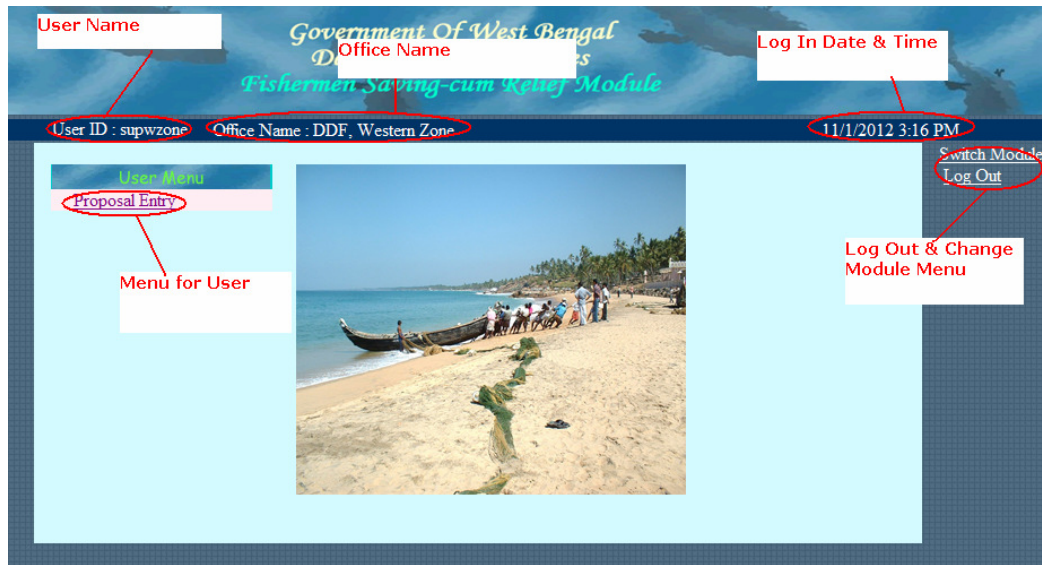 User Name
Government Of West Bengal
Office Name
Log In Date & Time
Fishermen Saving-cum Relief Module
User ID : supwzone
Office Name : DDF, Western Zone
11/1/2012 3:16 PM
Switch Module
Log Out
User Menu
Proposal Entry
Log Out & Change
Module Menu
Menu for User